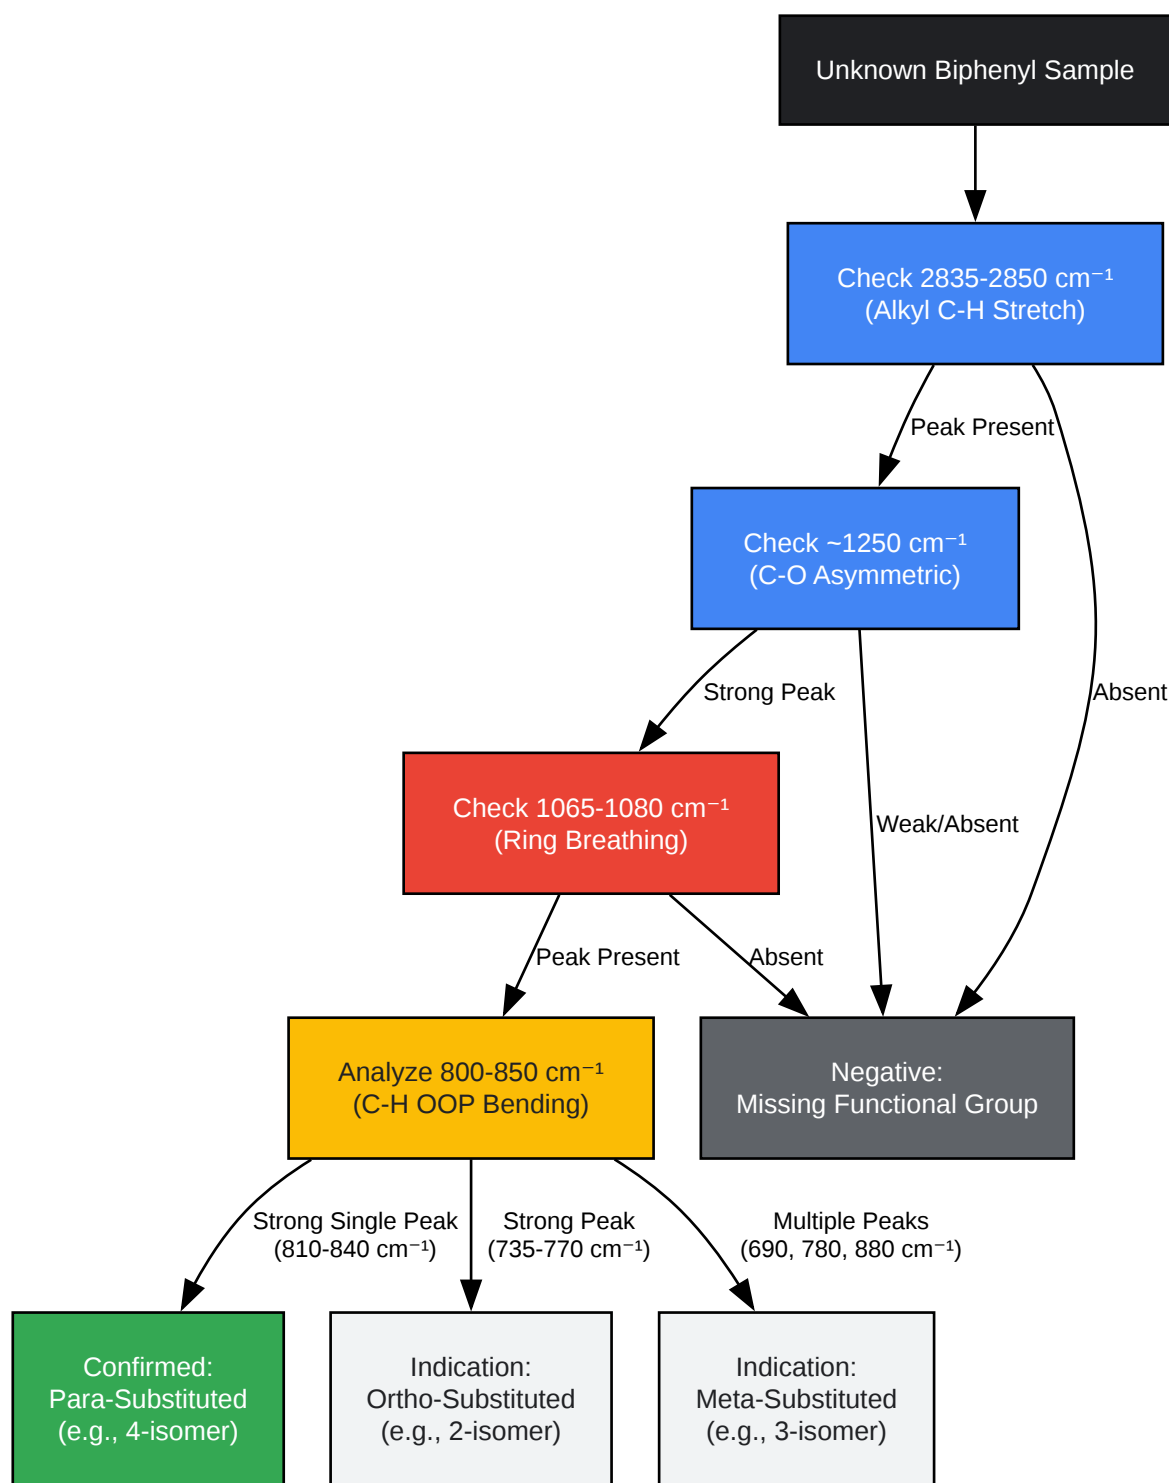 Unknown Biphenyl Sample
Check 2835-2850 cm⁻¹
(Alkyl C-H Stretch)
Peak Present
Check ~1250 cm⁻¹
(C-O Asymmetric)
Strong Peak
Absent
Check 1065-1080 cm⁻¹
(Ring Breathing)
Weak/Absent
Peak Present
Absent
Analyze 800-850 cm⁻¹
(C-H OOP Bending)
Negative:
Missing Functional Group
Strong Single Peak
(810-840 cm⁻¹)
Strong Peak
(735-770 cm⁻¹)
Multiple Peaks
(690, 780, 880 cm⁻¹)
Confirmed:
Para-Substituted
(e.g., 4-isomer)
Indication:
Ortho-Substituted
(e.g., 2-isomer)
Indication:
Meta-Substituted
(e.g., 3-isomer)